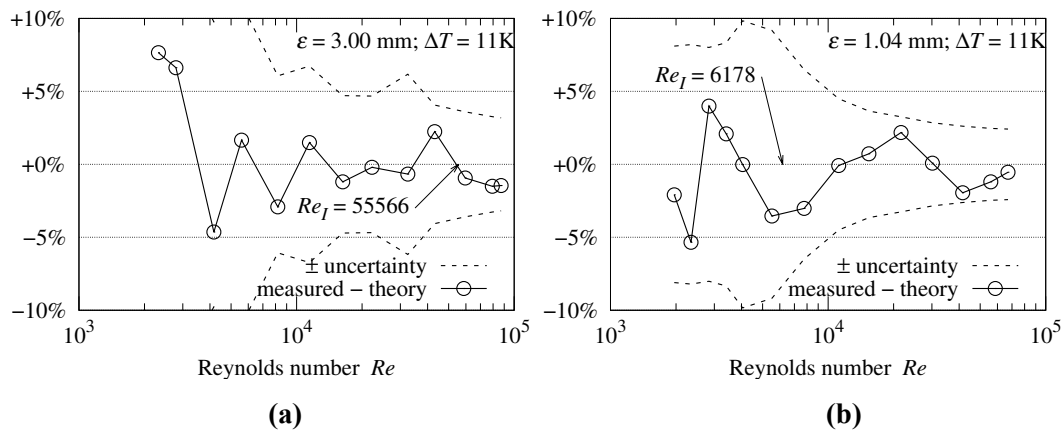 +10%
+5%
+0%
−5%
−10%
ε = 3.00 mm; ΔT = 11K
Re_I = 55566
± uncertainty
measured − theory
10^3
10^4
10^5
Reynolds number Re
(a)
+10%
+5%
+0%
−5%
−10%
ε = 1.04 mm; ΔT = 11K
Re_I = 6178
± uncertainty
measured − theory
10^3
10^4
10^5
Reynolds number Re
(b)